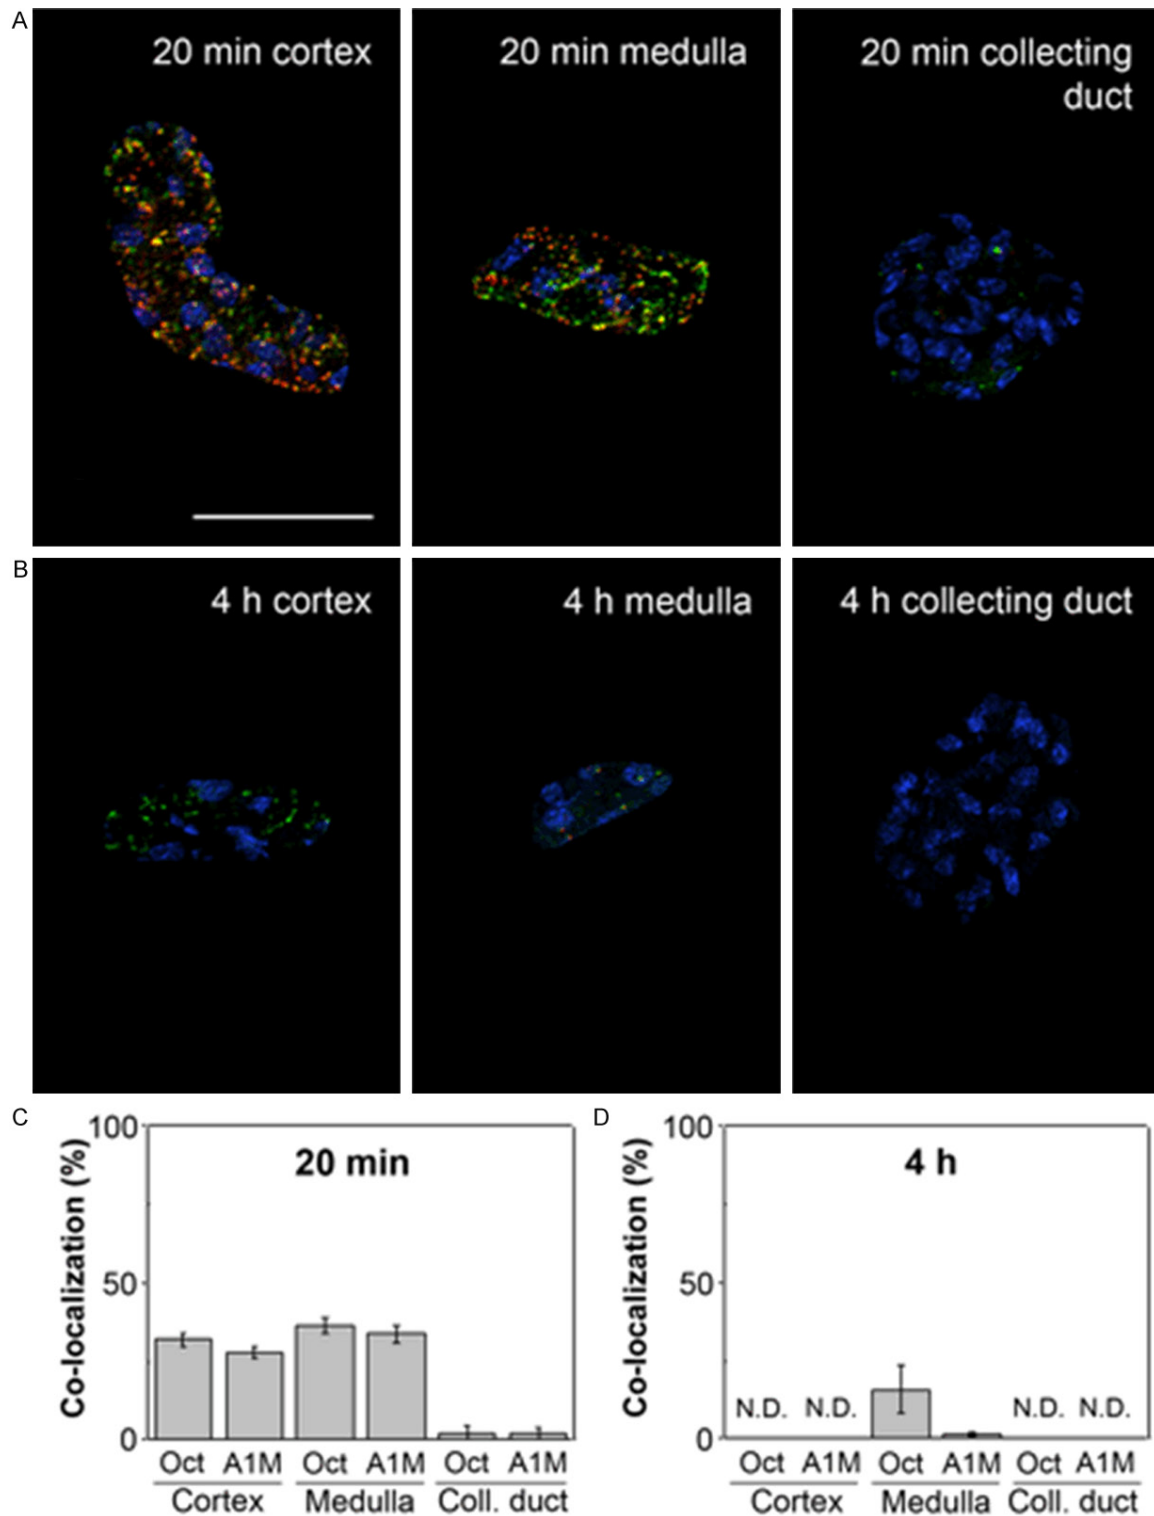 A
20 min cortex
20 min medulla
20 min collecting
duct
B
4 h cortex
4 h medulla
4 h collecting duct
C
100
50
0
Co-localization (%)
20 min
Oct A1M Oct A1M Oct A1M
Cortex Medulla Coll. duct
D
100
50
0
Co-localization (%)
4 h
N.D. N.D. N.D. N.D.
Oct A1M Oct A1M Oct A1M
Cortex Medulla Coll. duct